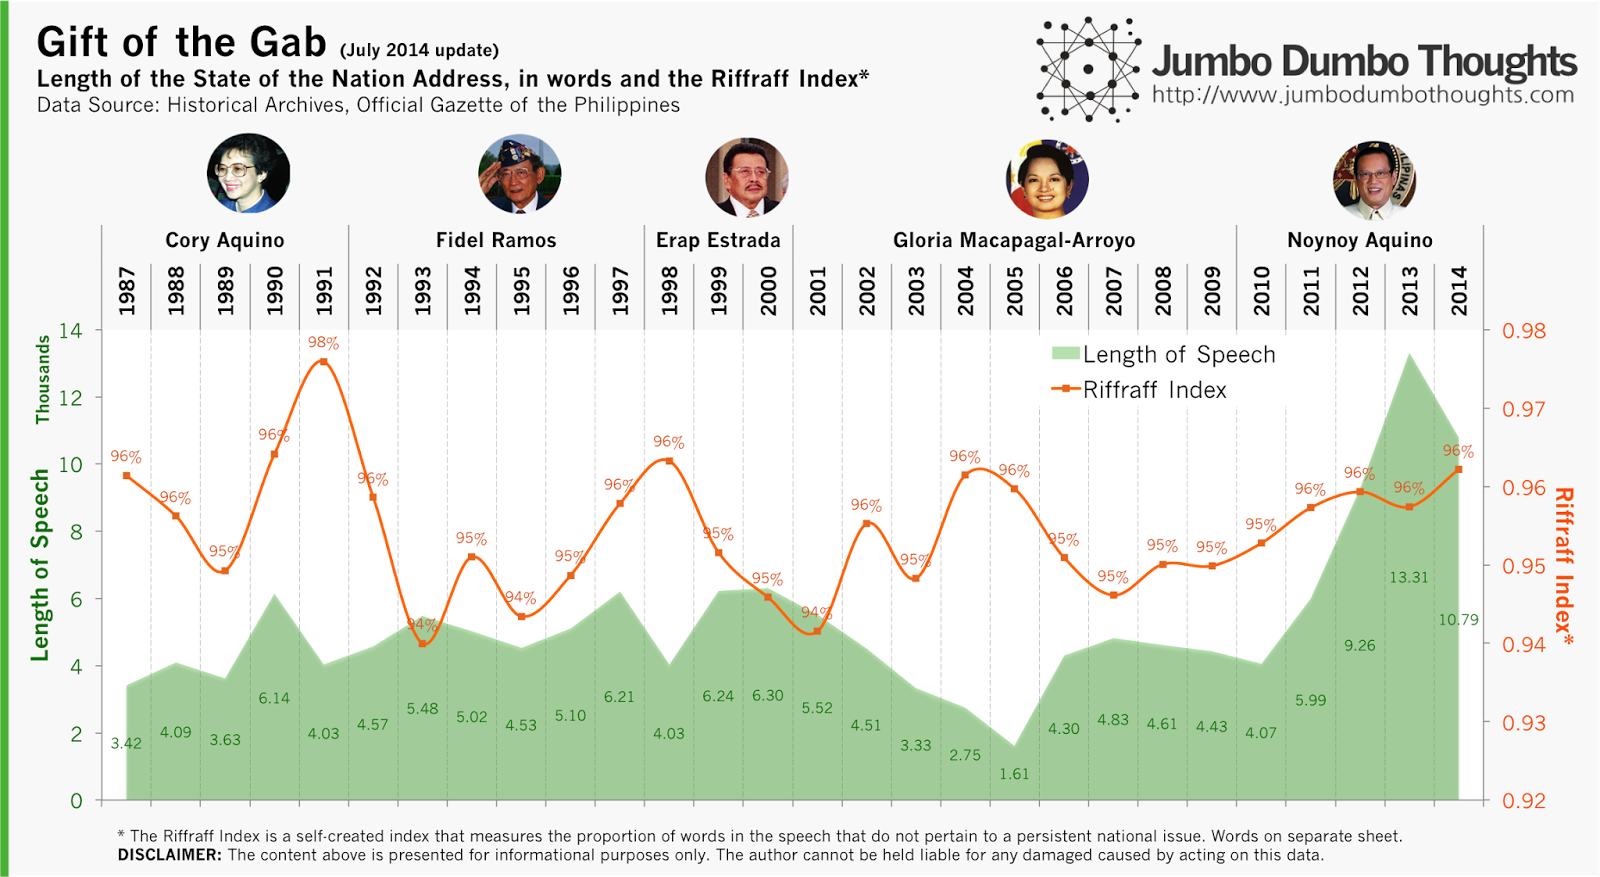 Gift of the Gab (July 2014 update)
Length of the State of the Nation Address, in words and the Riffraff Index*
Data Source: Historical Archives, Official Gazette of the Philippines
Jumbo Dumbo Thoughts
http://www.jumbodumbothoughts.com
PILIPINAS
Cory Aquino Fidel Ramos Erap Estrada Gloria Macapagal-Arroyo Noynoy Aquino
1987 1988 1989 1990 1991 1992 1993 1994 1995 1996 1997 1998 1999 2000 2001 2002 2003 2004 2005 2006 2007 2008 2009 2010 2011 2012 2013 2014
Length of Speech Thousands
14
12
10
8
6
4
2
0
Length of Speech
Riffraff Index
96% 96% 95% 96% 98% 96% 94% 95% 94% 95% 96% 96% 95% 95% 94% 96% 95% 96% 96% 95% 95% 95% 95% 95% 96% 96% 96% 96%
3.42 4.09 3.63 6.14 4.03 4.57 5.48 5.02 4.53 5.10 6.21 4.03 6.24 6.30 5.52 4.51 3.33 2.75 1.61 4.30 4.83 4.61 4.43 4.07 5.99 9.26 13.31 10.79
0.98
0.97
0.96
0.95
0.94
0.93
0.92
Riffraff Index*
* The Riffraff Index is a self-created index that measures the proportion of words in the speech that do not pertain to a persistent national issue. Words on separate sheet.
DISCLAIMER: The content above is presented for informational purposes only. The author cannot be held liable for any damaged caused by acting on this data.